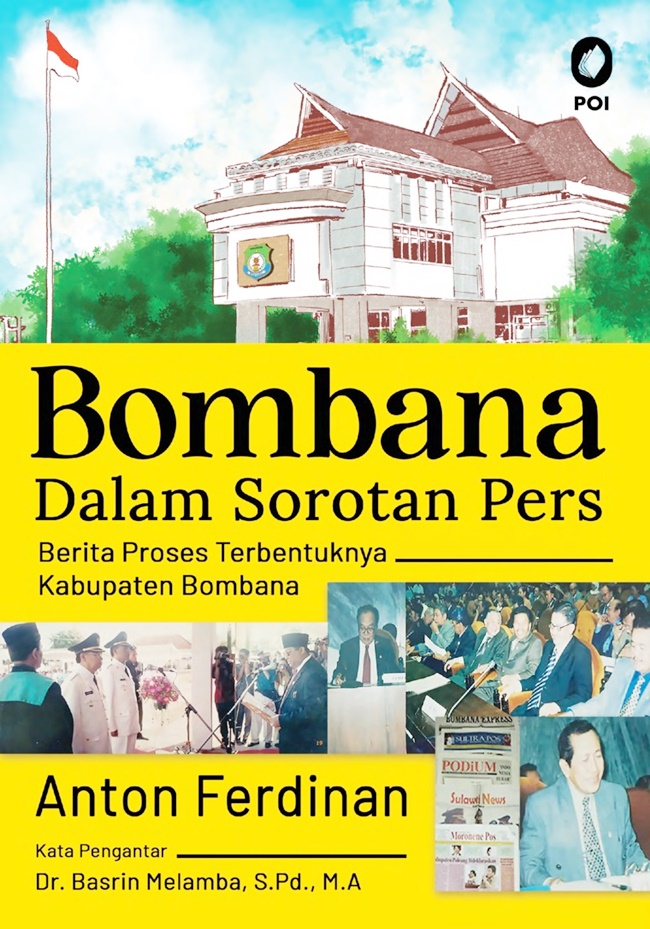 POI
Bombana
Dalam Sorotan Pers
Berita Proses Terbentuknya
Kabupaten Bombana
BOMBANA EXPRESS
SULTRA POS
PODiUM
Sulawesi News
Moronene Pos
Anton Ferdinan
Kata Pengantar
Dr. Basrin Melamba, S.Pd., M.A